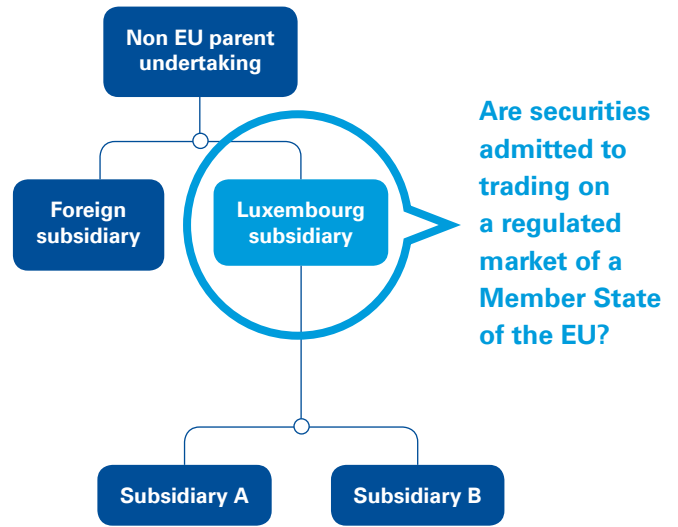 Non EU parent
undertaking
Foreign
subsidiary
Luxembourg
subsidiary
Are securities
admitted to
trading on
a regulated
market of a
Member State
of the EU?
Subsidiary A
Subsidiary B